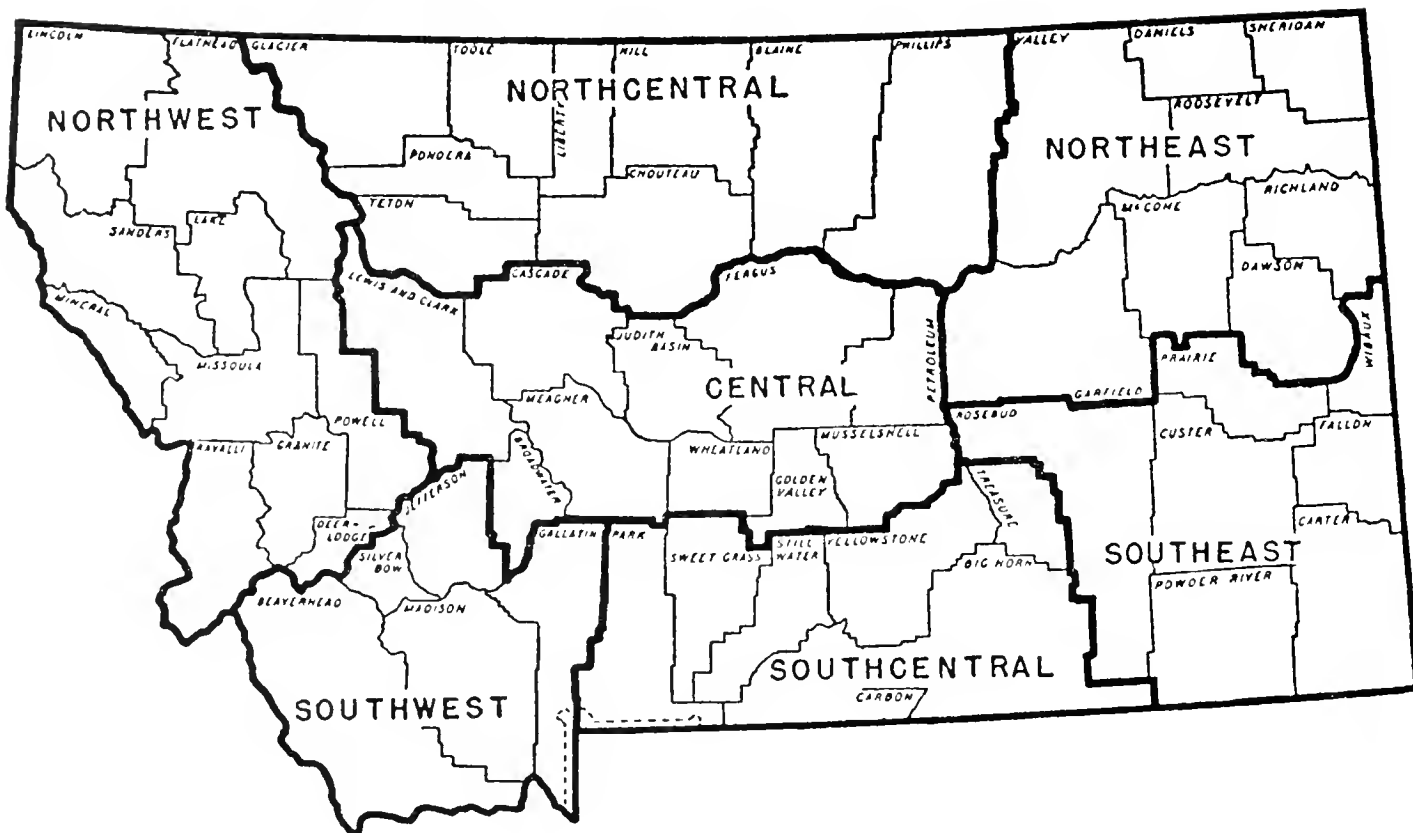 LINCOLN
FLATHEAD
GLACIER
TOOLE
LIBERTY
HILL
BLAINE
PHILLIPS
VALLEY
DANIELS
SHERIDAN
NORTHWEST
NORTHCENTRAL
ROOSEVELT
NORTHEAST
PONDERA
CHOUTEAU
TETON
RICHLAND
McCONE
SANDERS
LAKE
LEWIS AND CLARK
CASCADE
FERGUS
DAWSON
MINERAL
JUDITH
BASIN
PETROLEUM
WIBAUX
MISSOULA
PRAIRIE
CENTRAL
MEAGHER
GARFIELD
POWELL
ROSEBUD
RAVALLI
GRANITE
BROADWATER
WHEATLAND
MUSSELSHELL
CUSTER
FALLON
JEFFERSON
GOLDEN
VALLEY
TREASURE
DEER-
LODGE
SILVER
BOW
GALLATIN
PARK
SWEET GRASS
STILL
WATER
YELLOWSTONE
BIG HORN
CARTER
SOUTHEAST
POWDER RIVER
BEAVERHEAD
MADISON
SOUTHCENTRAL
CARBON
SOUTHWEST